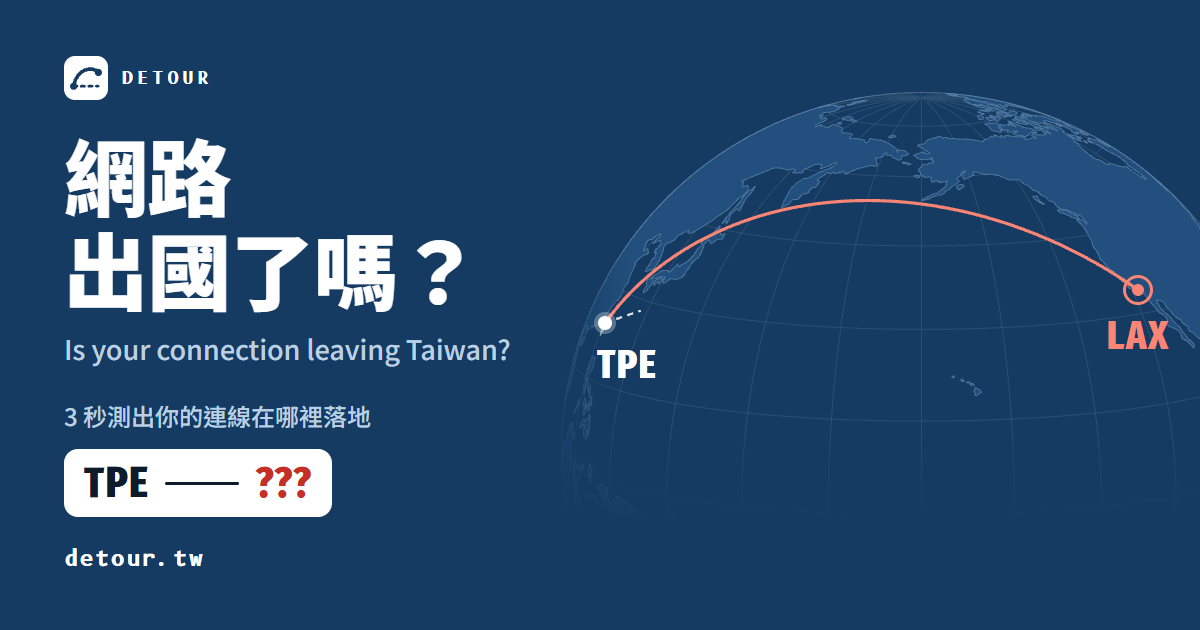 DETOUR
網路
出國了嗎？
Is your connection leaving Taiwan?
3 秒測出你的連線在哪裡落地
TPE —— ???
detour.tw
TPE
LAX